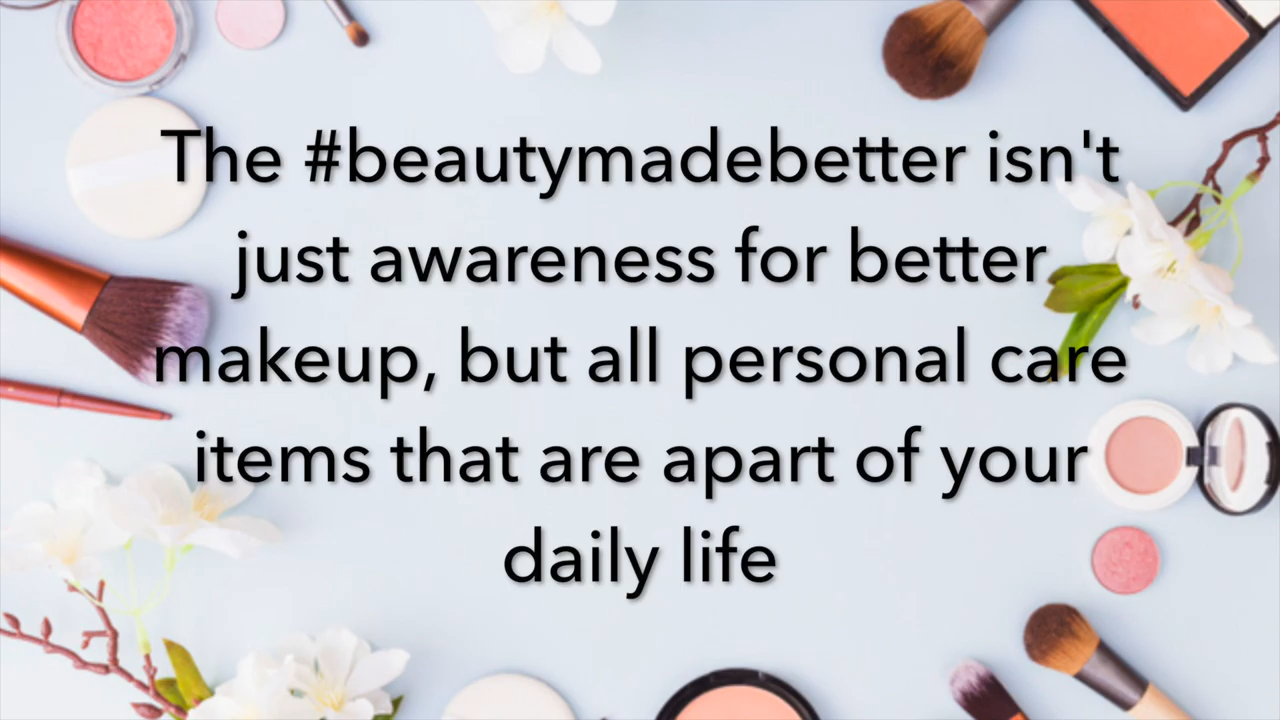 The #beautymadebetter isn't
just awareness for better
makeup, but all personal care
items that are apart of your
daily life